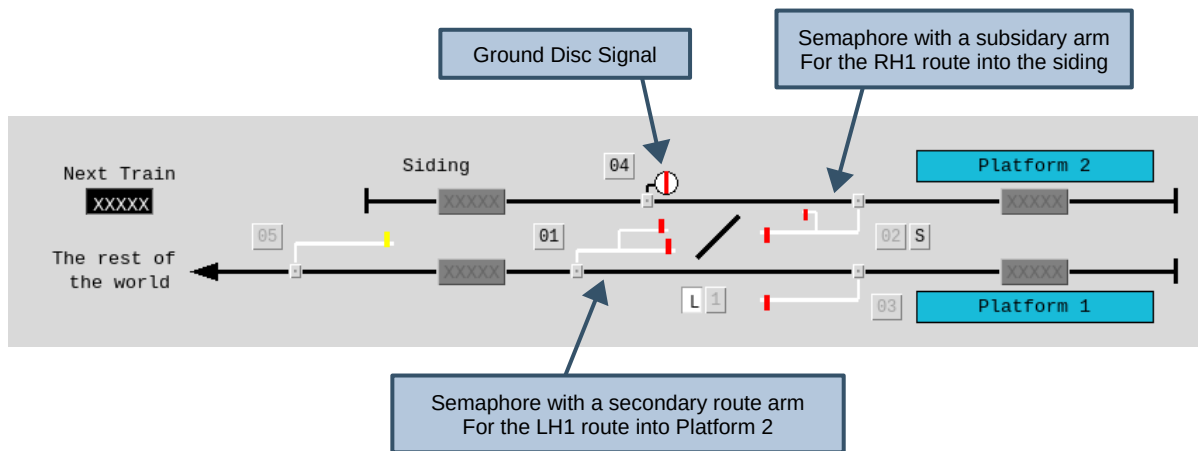 Ground Disc Signal
Semaphore with a subsidary arm
For the RH1 route into the siding
Next Train
XXXXX
Siding
XXXXX
04
Platform 2
XXXXX
05
01
02 S
The rest of
the world
XXXXX
L 1
03
XXXXX
Platform 1
Semaphore with a secondary route arm
For the LH1 route into Platform 2